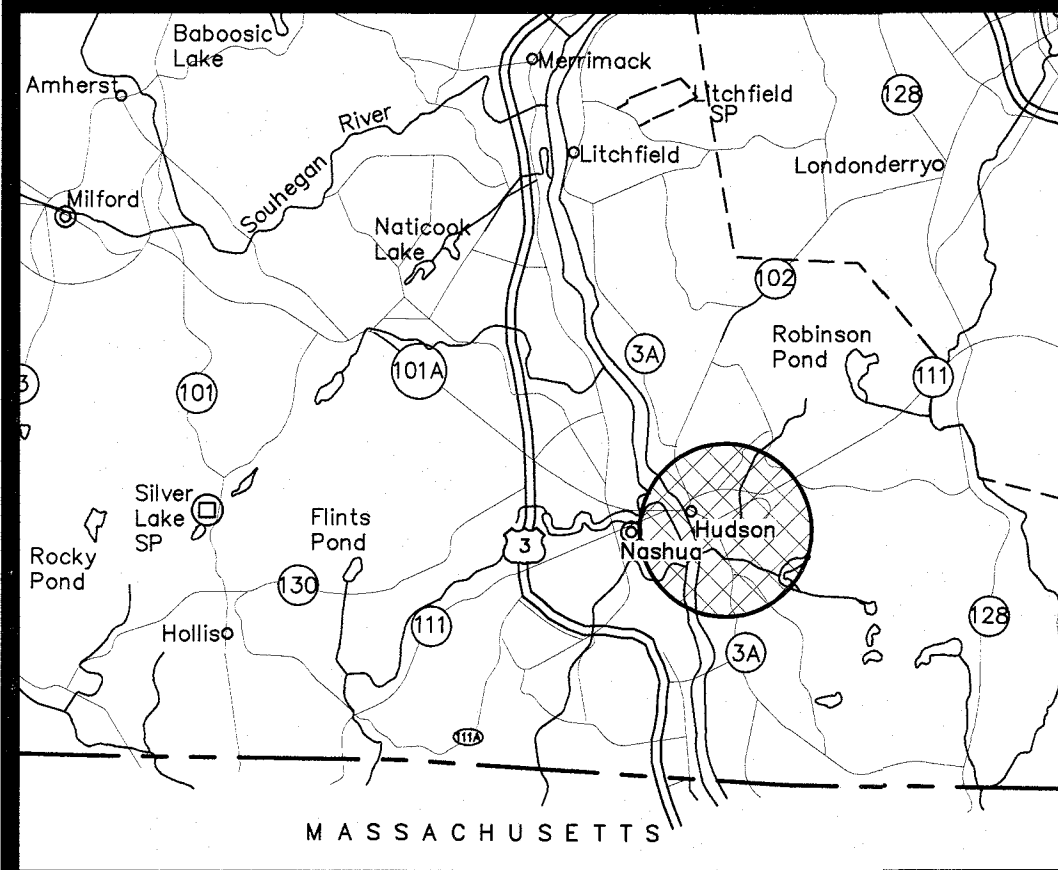 Baboosic
Lake
Merrimack
Amherst
Litchfield
SP
128
Souhegan River
Litchfield
Londonderry
Milford
Naticook
Lake
102
Robinson
Pond
3A
101A
111
3
101
Silver
Lake
SP
Flints
Pond
Hudson
Nashua
3
Rocky
Pond
130
111
128
Hollis
3A
111A
MASSACHUSETTS